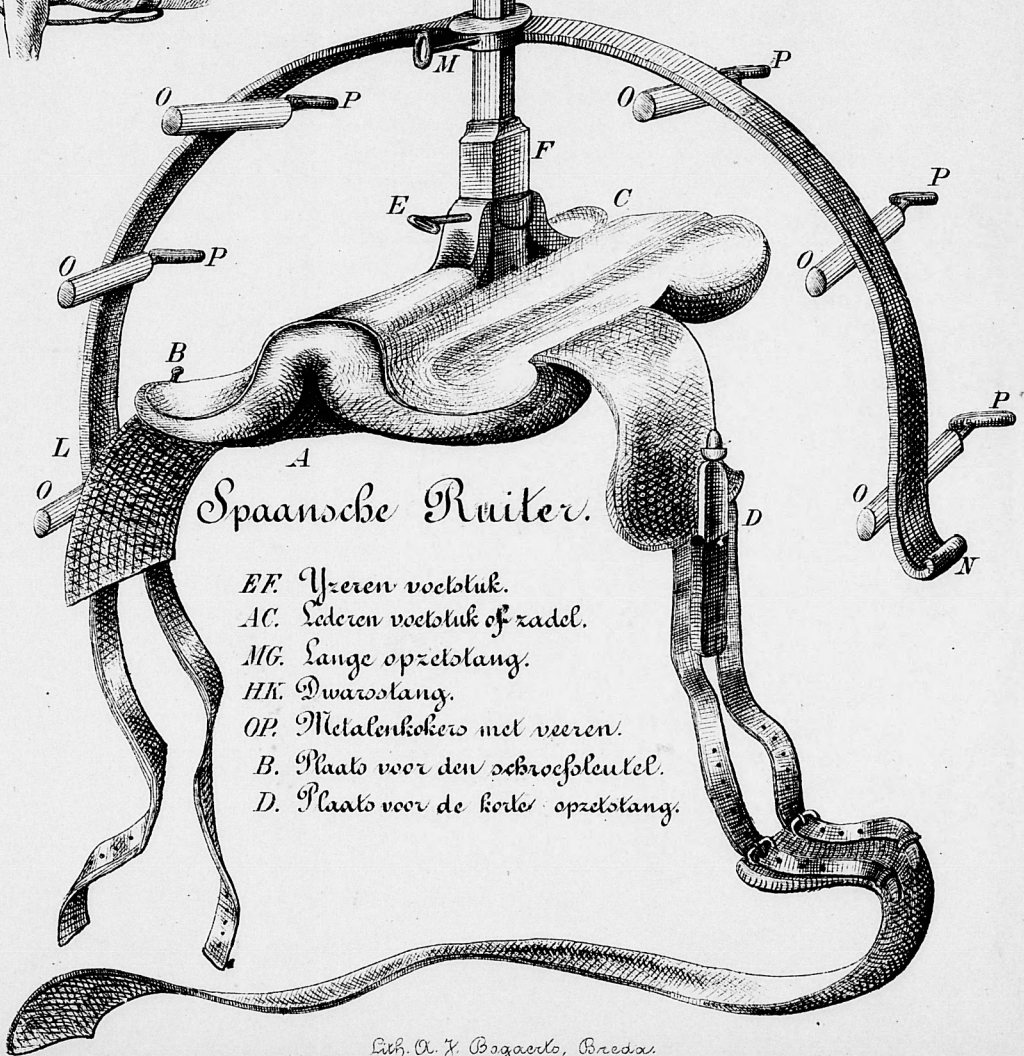 M
O P
O P
F
E C
P
O P
O
B
L
A
P
O
O
Spaansche Ruiter.
D
N
EF. Yzeren voetstuk.
AC. Lederen voetstuk of zadel.
MG. Lange opzetstang.
HK. Dwarsstang.
OP. Metalenkokers met veeren.
B. Plaats voor den schroefsleutel.
D. Plaats voor de korte opzetstang.
Lith. A. J. Bogaerts, Breda.